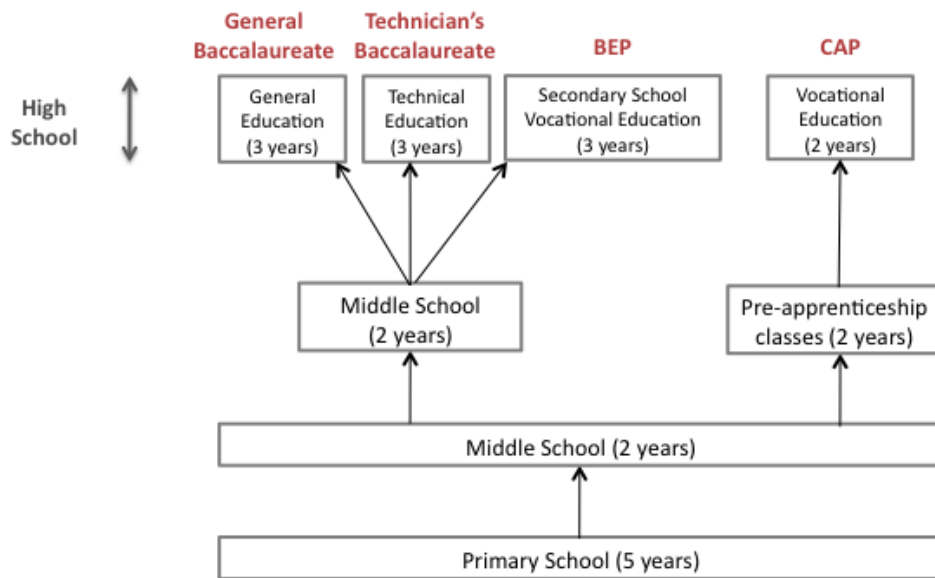 General
Baccalaureate
Technician's
Baccalaureate
BEP
CAP
High
School
General
Education
(3 years)
Technical
Education
(3 years)
Secondary School
Vocational Education
(3 years)
Vocational
Education
(2 years)
Middle School
(2 years)
Pre-apprenticeship
classes (2 years)
Middle School (2 years)
Primary School (5 years)